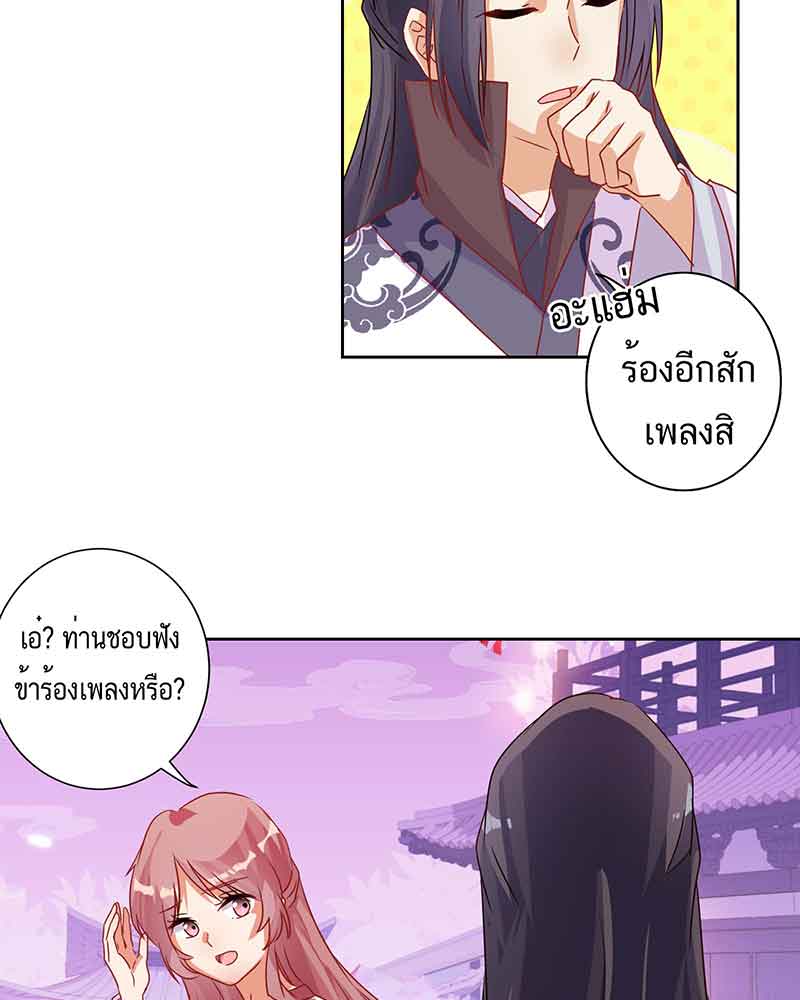 อะแฮ่ม
ร้องอีกสัก
เพลงสิ
เอ๋? ท่านชอบฟัง
ข้าร้องเพลงหรือ?